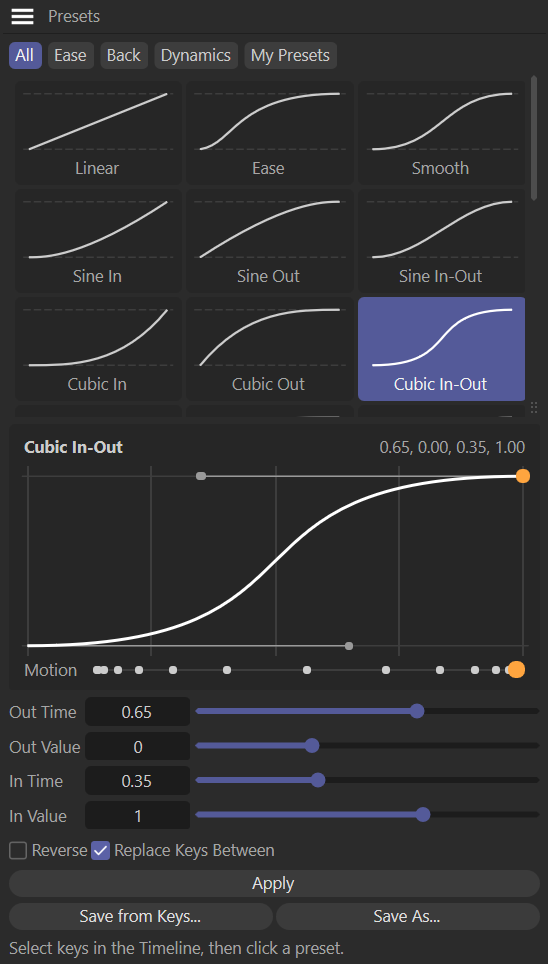 Presets
All Ease Back Dynamics My Presets
Linear Ease Smooth
Sine In Sine Out Sine In-Out
Cubic In Cubic Out Cubic In-Out
Cubic In-Out 0.65, 0.00, 0.35, 1.00
Motion
Out Time 0.65
Out Value 0
In Time 0.35
In Value 1
Reverse Replace Keys Between
Apply
Save from Keys... Save As...
Select keys in the Timeline, then click a preset.